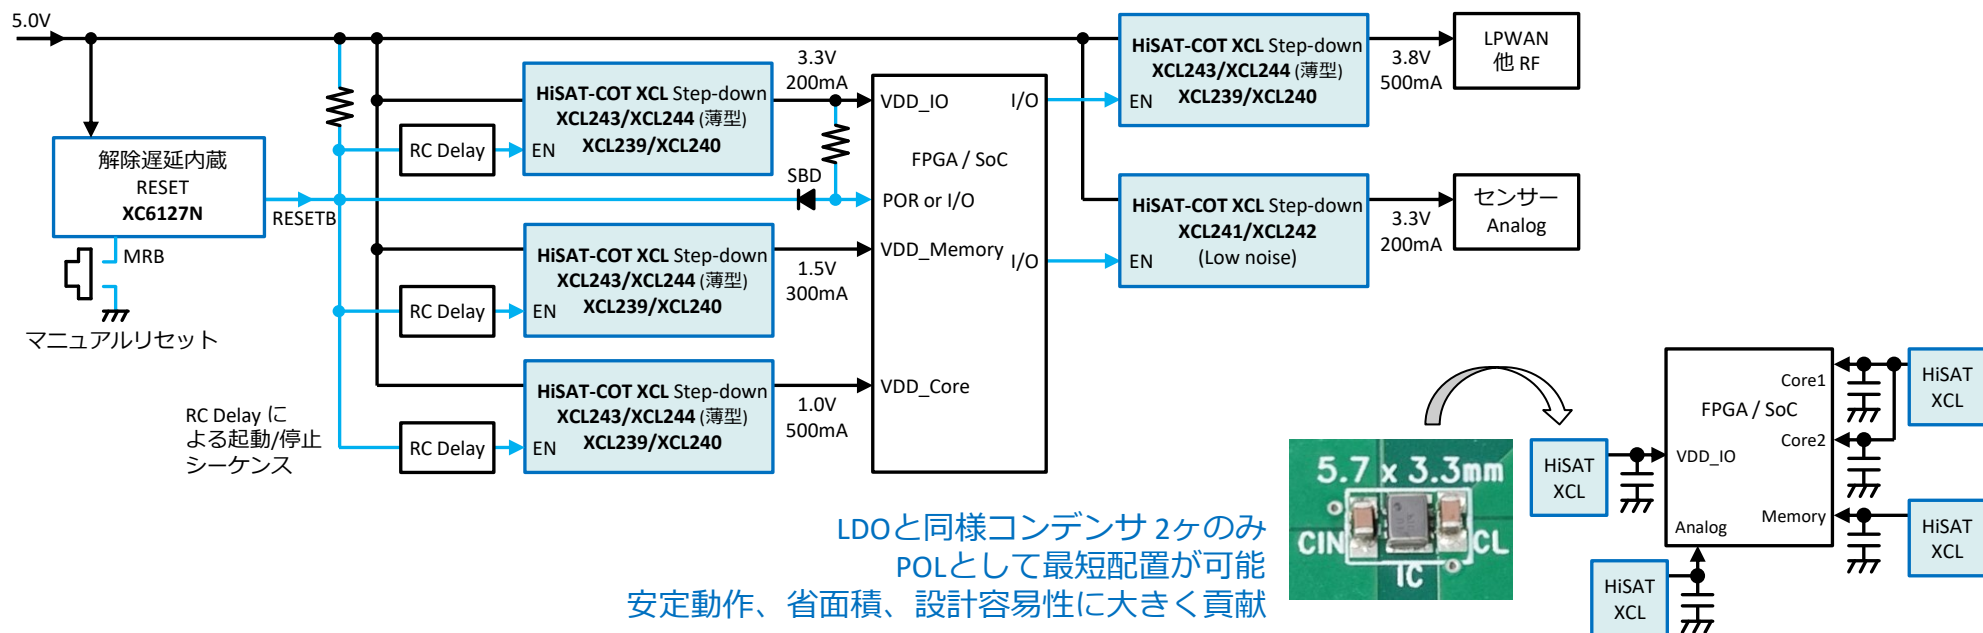 5.0V
解除遅延内蔵
RESET
XC6127N
RESETB
MRB
マニュアルリセット
RC Delay に
よる起動/停止
シーケンス
RC Delay
HiSAT-COT XCL Step-down
XCL243/XCL244 (薄型)
XCL239/XCL240
EN
3.3V
200mA
SBD
RC Delay
HiSAT-COT XCL Step-down
XCL243/XCL244 (薄型)
XCL239/XCL240
EN
1.5V
300mA
RC Delay
HiSAT-COT XCL Step-down
XCL243/XCL244 (薄型)
XCL239/XCL240
EN
1.0V
500mA
VDD_IO
I/O
FPGA / SoC
POR or I/O
VDD_Memory
I/O
VDD_Core
HiSAT-COT XCL Step-down
XCL243/XCL244 (薄型)
XCL239/XCL240
EN
3.8V
500mA
LPWAN
他 RF
HiSAT-COT XCL Step-down
XCL241/XCL242
(Low noise)
EN
3.3V
200mA
センサー
Analog
LDOと同様コンデンサ 2ヶのみ
POLとして最短配置が可能
安定動作、省面積、設計容易性に大きく貢献
5.7 x 3.3mm
CIN
CL
IC
HiSAT
XCL
Core1
FPGA / SoC
Core2
VDD_IO
Memory
Analog
HiSAT
XCL
HiSAT
XCL
HiSAT
XCL